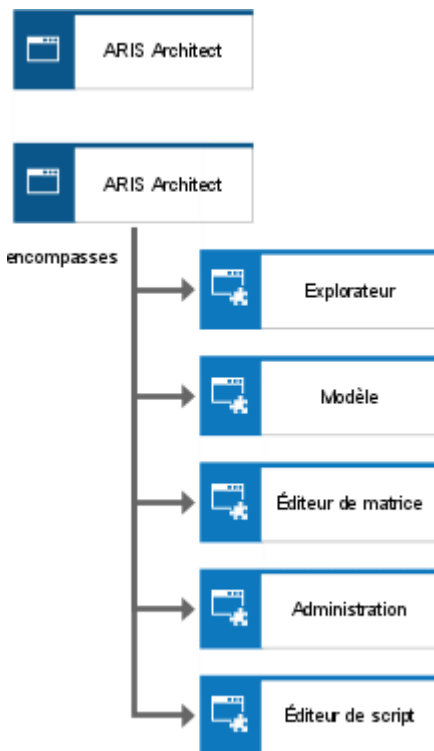 ARIS Architect
ARIS Architect
encompasses
Explorateur
Modèle
Éditeur de matrice
Administration
Éditeur de script